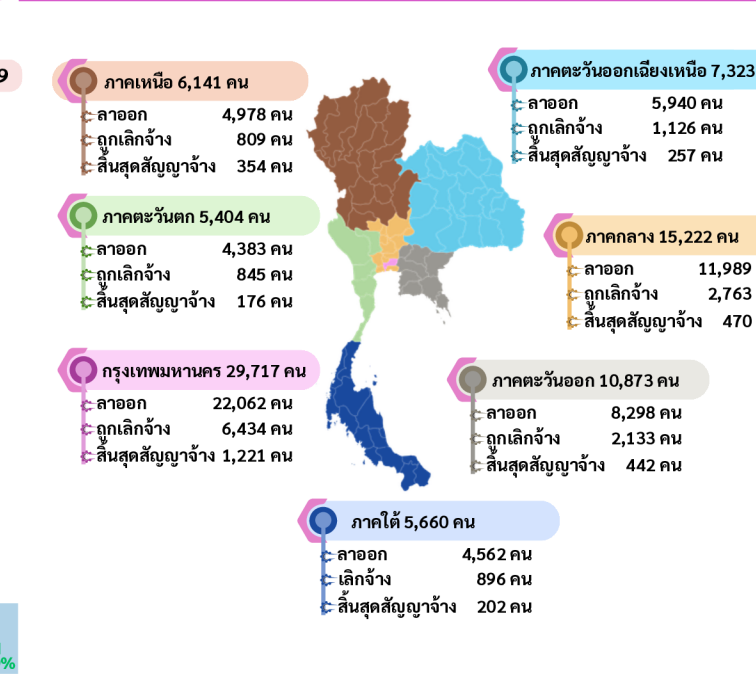 9
ภาคเหนือ 6,141 คน
ลาออก 4,978 คน
ถูกเลิกจ้าง 809 คน
สิ้นสุดสัญญาจ้าง 354 คน
ภาคตะวันออกเฉียงเหนือ 7,323
ลาออก 5,940 คน
ถูกเลิกจ้าง 1,126 คน
สิ้นสุดสัญญาจ้าง 257 คน
ภาคตะวันตก 5,404 คน
ลาออก 4,383 คน
ถูกเลิกจ้าง 845 คน
สิ้นสุดสัญญาจ้าง 176 คน
ภาคกลาง 15,222 คน
ลาออก 11,989
ถูกเลิกจ้าง 2,763
สิ้นสุดสัญญาจ้าง 470
กรุงเทพมหานคร 29,717 คน
ลาออก 22,062 คน
ถูกเลิกจ้าง 6,434 คน
สิ้นสุดสัญญาจ้าง 1,221 คน
ภาคตะวันออก 10,873 คน
ลาออก 8,298 คน
ถูกเลิกจ้าง 2,133 คน
สิ้นสุดสัญญาจ้าง 442 คน
ภาคใต้ 5,660 คน
ลาออก 4,562 คน
เลิกจ้าง 896 คน
สิ้นสุดสัญญาจ้าง 202 คน
%